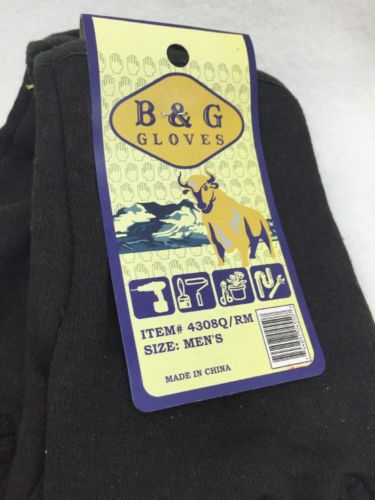 B & G
GLOVES
ITEM# 4308Q/RM
SIZE: MEN'S
MADE IN CHINA